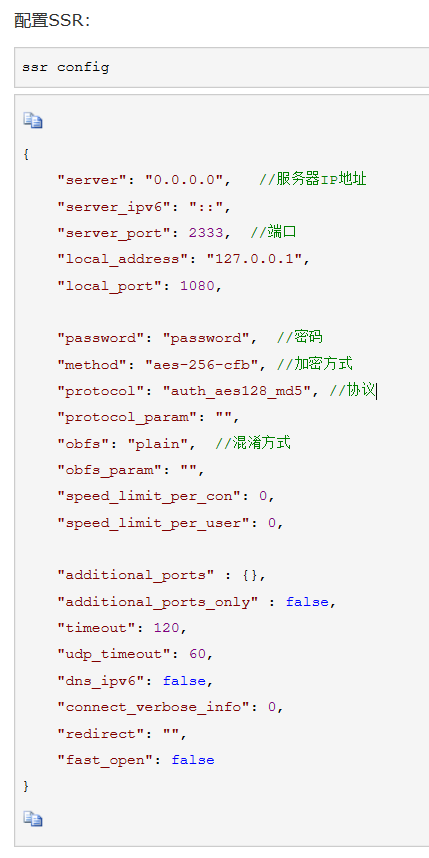 配置SSR:
ssr config
{
"server": "0.0.0.0",   //服务器IP地址
"server_ipv6": "::",
"server_port": 2333,  //端口
"local_address": "127.0.0.1",
"local_port": 1080,
"password": "password",  //密码
"method": "aes-256-cfb", //加密方式
"protocol": "auth_aes128_md5", //协议
"protocol_param": "",
"obfs": "plain",  //混淆方式
"obfs_param": "",
"speed_limit_per_con": 0,
"speed_limit_per_user": 0,
"additional_ports" : {},
"additional_ports_only" : false,
"timeout": 120,
"udp_timeout": 60,
"dns_ipv6": false,
"connect_verbose_info": 0,
"redirect": "",
"fast_open": false
}